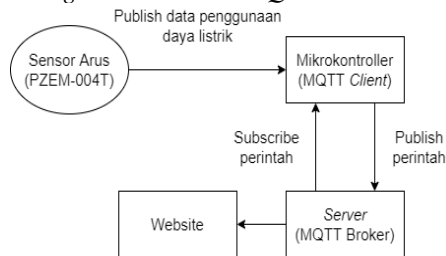 Publish data penggunaan
daya listrik
Sensor Arus
(PZEM-004T)
Mikrokontroller
(MQTT Client)
Subscribe
perintah
Publish
perintah
Website
Server
(MQTT Broker)